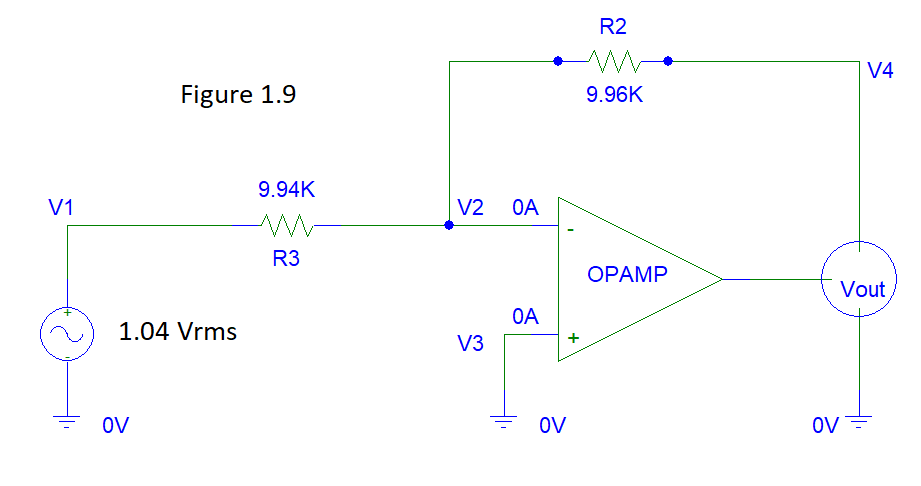 R2
V4
Figure 1.9
9.96K
9.94K
V1
V2
0A
-
R3
OPAMP
Vout
+
0A
1.04 Vrms
V3
+
-
0V
0V
0V